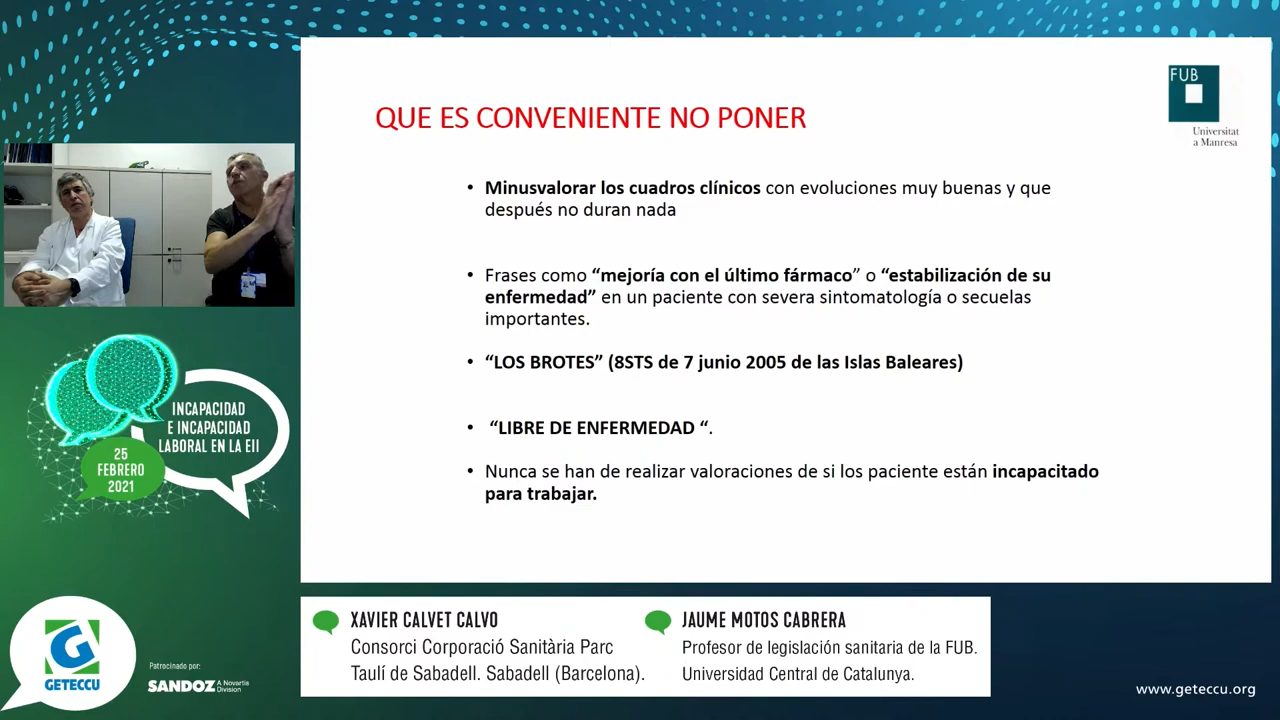 QUE ES CONVENIENTE NO PONER
FUB
Universitat
a Manresa
• Minusvalorar los cuadros clínicos con evoluciones muy buenas y que
después no duran nada
• Frases como “mejoría con el último fármaco” o “estabilización de su
enfermedad” en un paciente con severa sintomatología o secuelas
importantes.
• “LOS BROTES” (8STS de 7 junio 2005 de las Islas Baleares)
• “LIBRE DE ENFERMEDAD “.
• Nunca se han de realizar valoraciones de si los paciente están incapacitado
para trabajar.
INCAPACIDAD
E INCAPACIDAD
LABORAL EN LA EII
25
FEBRERO
2021
XAVIER CALVET CALVO
Consorci Corporació Sanitària Parc
Taulí de Sabadell. Sabadell (Barcelona).
JAUME MOTOS CABRERA
Profesor de legislación sanitaria de la FUB.
Universidad Central de Catalunya.
G
GETECCU
Patrocinado por:
SANDOZ A Novartis
Division
www.geteccu.org